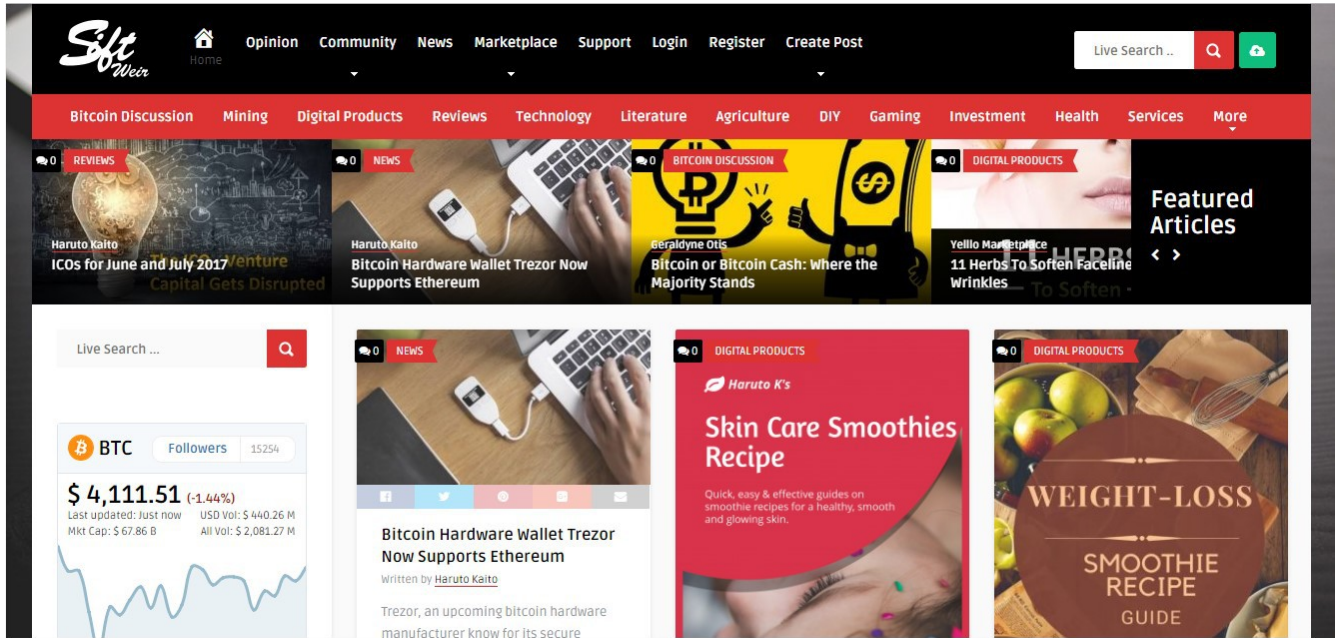 Sift
Weir
Home
Opinion
Community
News
Marketplace
Support
Login
Register
Create Post
Live Search ..
Bitcoin Discussion
Mining
Digital Products
Reviews
Technology
Literature
Agriculture
DIY
Gaming
Investment
Health
Services
More
0
REVIEWS
Haruto Kaito
ICOs for June and July 2017
The ICO: Venture
Capital Gets Disrupted
0
NEWS
Haruto Kaito
Bitcoin Hardware Wallet Trezor Now
Supports Ethereum
0
BITCOIN DISCUSSION
Geraldyne Otis
Bitcoin or Bitcoin Cash: Where the
Majority Stands
0
DIGITAL PRODUCTS
Yelllo Marketplace
11 Herbs To Soften Faceline
Wrinkles
11 HERBS
To Soften
Featured
Articles
Live Search ...
BTC
Followers
15254
$ 4,111.51 (-1.44%)
Last updated: Just now
USD Vol: $ 440.26 M
Mkt Cap: $ 67.86 B
All Vol: $ 2,081.27 M
0
NEWS
Bitcoin Hardware Wallet Trezor
Now Supports Ethereum
Written by Haruto Kaito
Trezor, an upcoming bitcoin hardware
manufacturer know for its secure
0
DIGITAL PRODUCTS
Haruto K's
Skin Care Smoothies
Recipe
Quick, easy & effective guides on
smoothie recipes for a healthy, smooth
and glowing skin.
0
DIGITAL PRODUCTS
WEIGHT-LOSS
SMOOTHIE
RECIPE
GUIDE